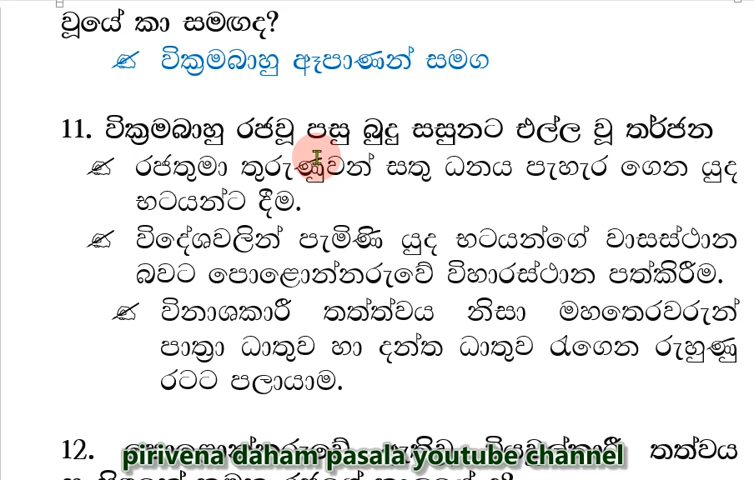 වූයේ කා සමඟද?
වික්‍රමබාහු ඈපාණන් සමග
11. වික්‍රමබාහු රජවූ පසු බුදු සසුනට එල්ල වූ තර්ජන
රජතුමා තුරුණුවන් සතු ධනය පැහැර ගෙන යුද
භටයන්ට දීම.
විදේශවලින් පැමිණි යුද භටයන්ගේ වාසස්ථාන
බවට පොළොන්නරුවේ විහාරස්ථාන පත්කිරීම.
විනාශකාරී තත්ත්වය නිසා මහතෙරවරුන්
පාත්‍රා ධාතුව හා දන්ත ධාතුව රැගෙන රුහුණු
රටට පලායාම.
12. තත්වය
pirivena daham pasala youtube channel